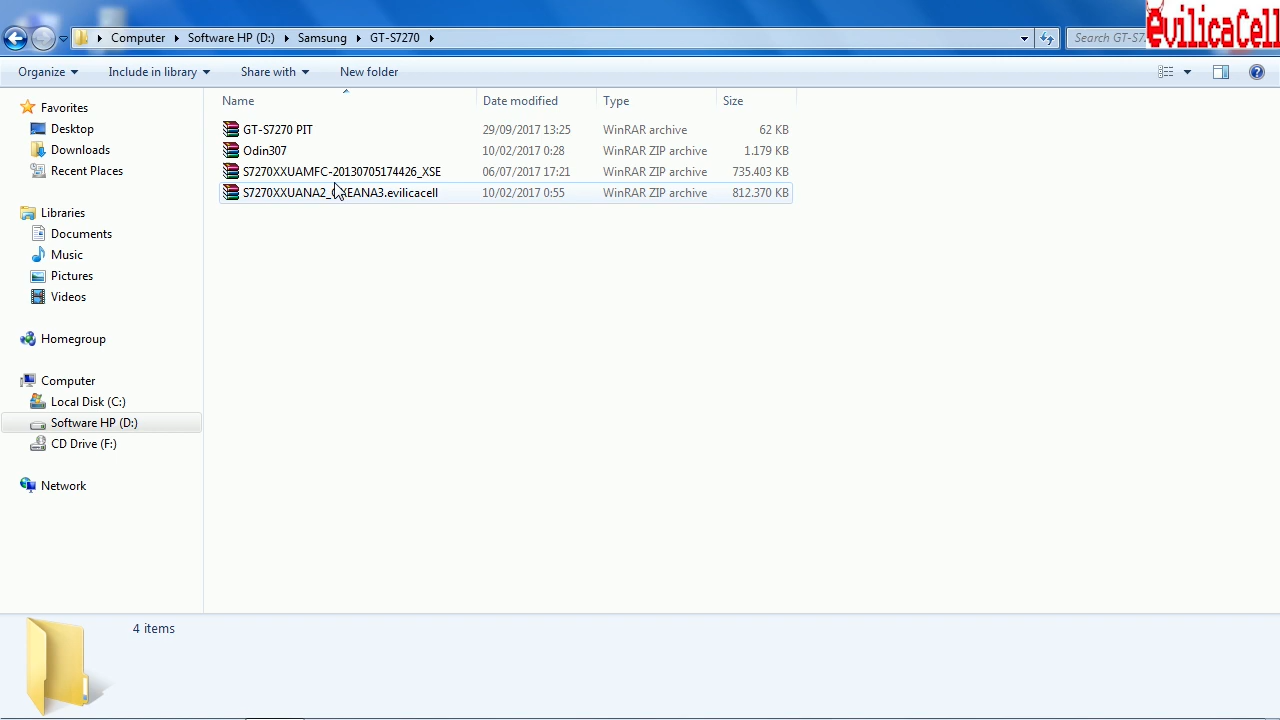 Computer Software HP (D:) Samsung GT-S7270
Search GT-S7
evilicaCell
Organize Include in library Share with New folder
Name Date modified Type Size
Favorites
Desktop
Downloads
Recent Places
Libraries
Documents
Music
Pictures
Videos
Homegroup
Computer
Local Disk (C:)
Software HP (D:)
CD Drive (F:)
Network
GT-S7270 PIT 29/09/2017 13:25 WinRAR archive 62 KB
Odin307 10/02/2017 0:28 WinRAR ZIP archive 1.179 KB
S7270XXUAMFC-20130705174426_XSE 06/07/2017 17:21 WinRAR ZIP archive 735.403 KB
10/02/2017 0:55 WinRAR ZIP archive 812.370 KB
4 items